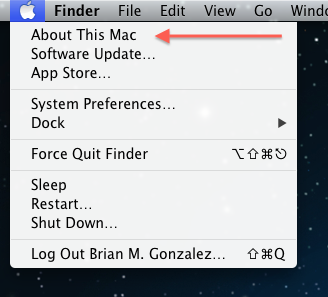 Finder File Edit View Go
About This Mac
Software Update...
App Store...
System Preferences...
Dock
Force Quit Finder ⌥⇧⌘⎋
Sleep
Restart...
Shut Down...
Log Out Brian M. Gonzalez... ⇧⌘Q